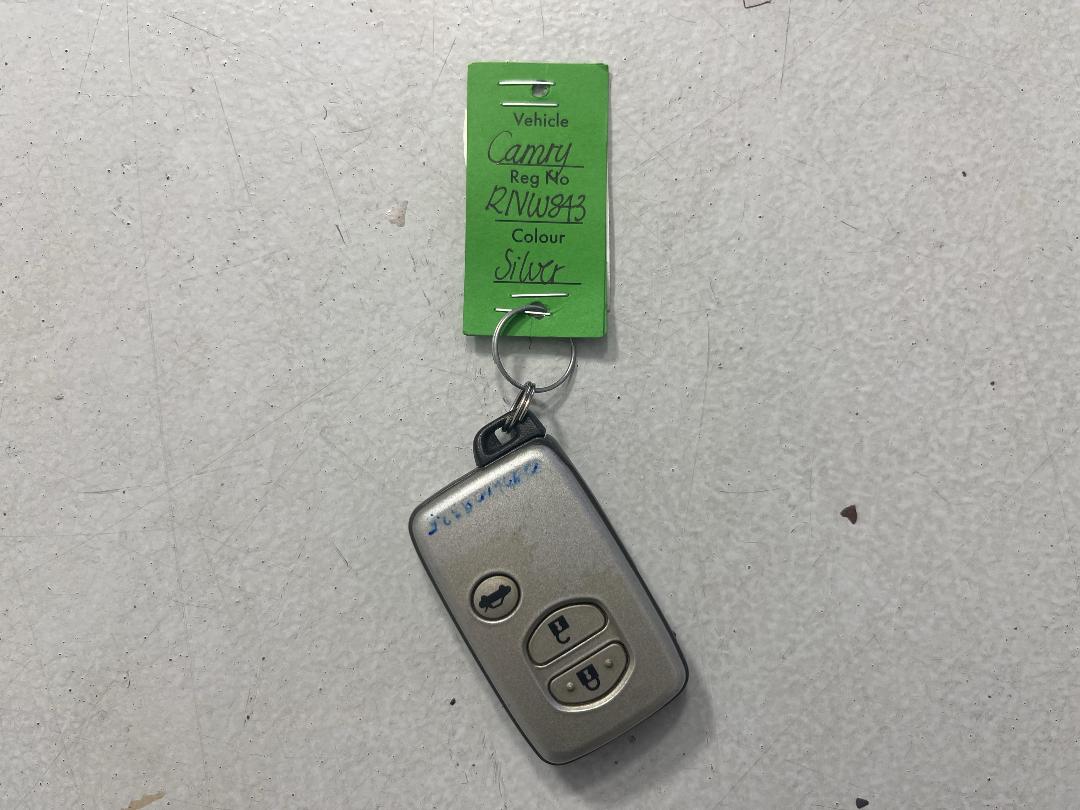 Vehicle
Camry
Reg No
RNW843
Colour
Silver